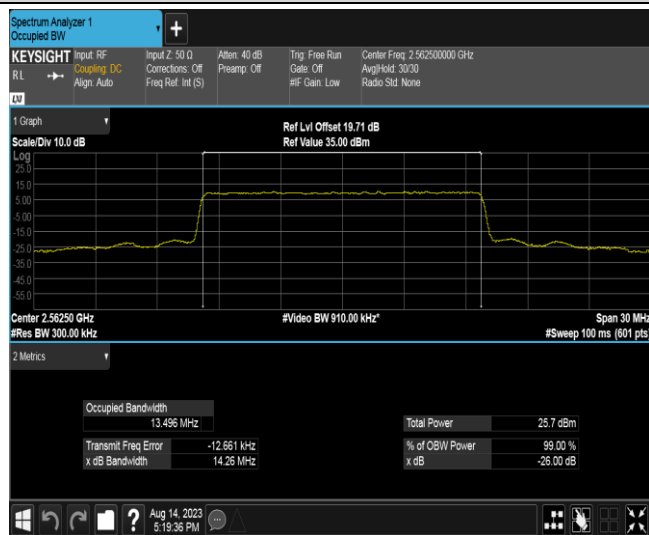 Spectrum Analyzer 1
Occupied BW
+
KEYSIGHT Input: RF Input Z: 50 Ω Atten: 40 dB Trig: Free Run Center Freq: 2.562500000 GHz
RL Coupling: DC Corrections: Off Preamp: Off Gate: Off Avg|Hold: 30/30
Align: Auto Freq Ref: Int (S) #IF Gain: Low Radio Std: None
LXI
1 Graph
Ref Lvl Offset 19.71 dB
Scale/Div 10.0 dB Ref Value 35.00 dBm
Log
25.0
15.0
5.00
-5.00
-15.0
-25.0
-35.0
-45.0
-55.0
Center 2.56250 GHz #Video BW 910.00 kHz* Span 30 MHz
#Res BW 300.00 kHz #Sweep 100 ms (601 pts)
2 Metrics
Occupied Bandwidth
13.496 MHz Total Power 25.7 dBm
Transmit Freq Error -12.661 kHz % of OBW Power 99.00 %
x dB Bandwidth 14.26 MHz x dB -26.00 dB
? Aug 14, 2023
5:19:36 PM